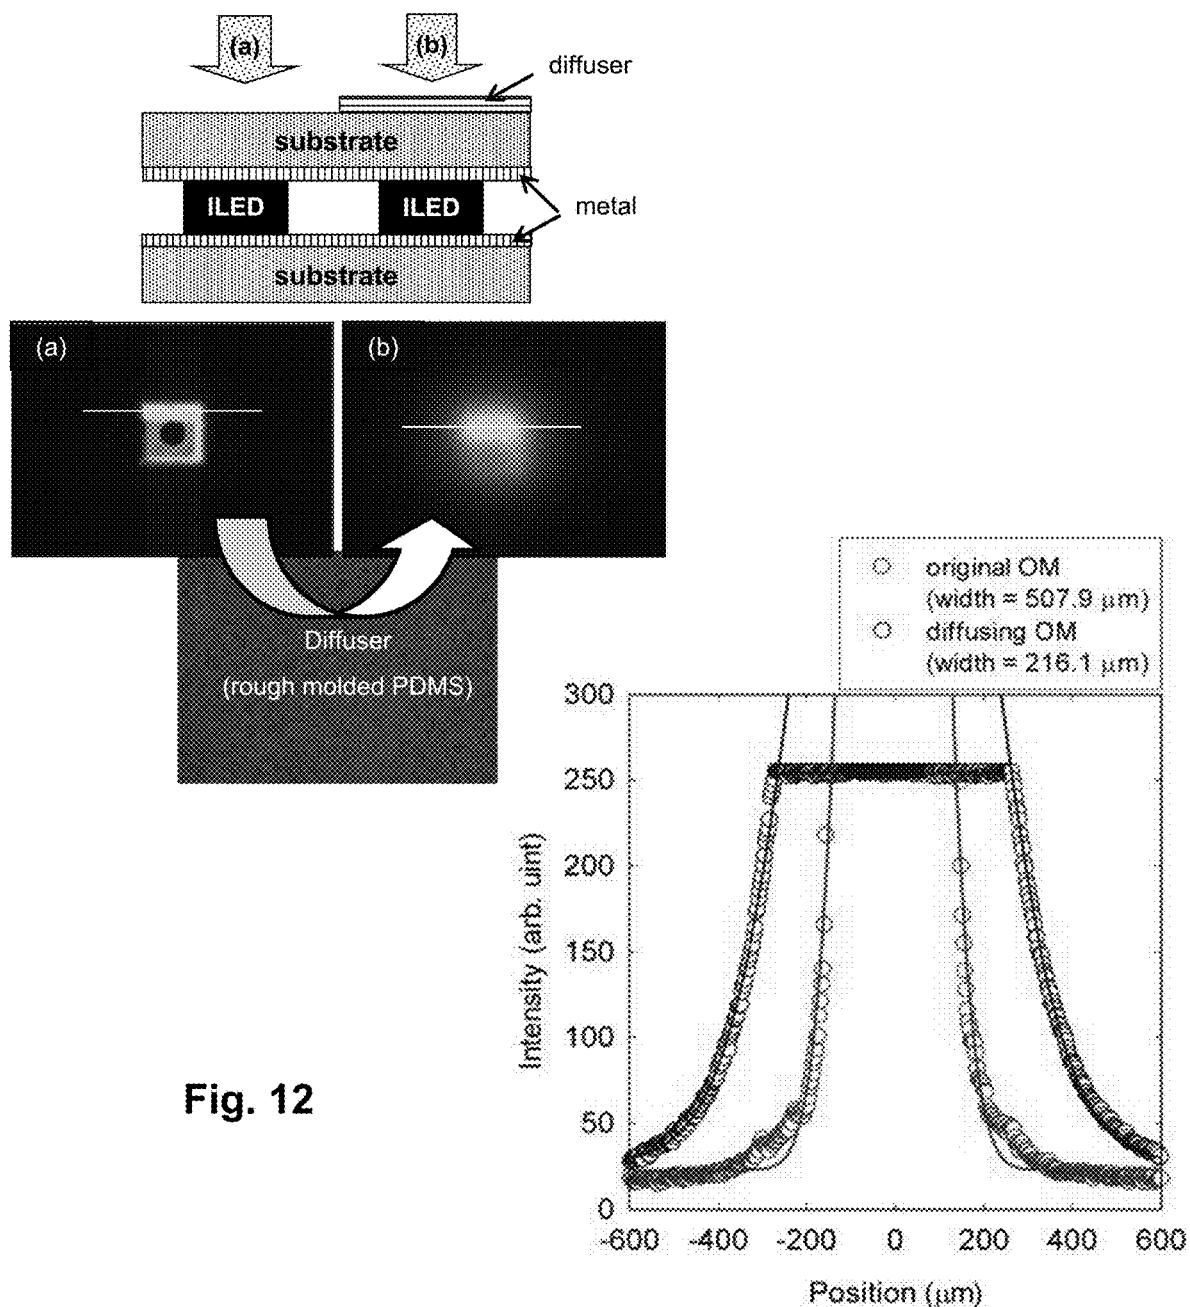 (a)
(b)
diffuser
substrate
ILED
ILED
metal
substrate
(a)
(b)
Diffuser
(rough molded PDMS)
original OM
(width = 507.9 μm)
diffusing OM
(width = 216.1 μm)
300
250
200
150
100
50
0
Intensity (arb. uint)
-600
-400
-200
0
200
400
600
Position (μm)
Fig. 12